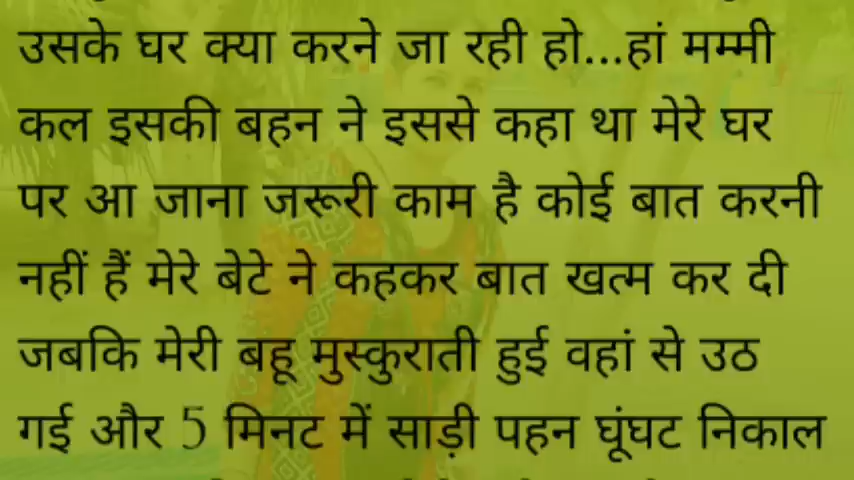 उसके घर क्या करने जा रही हो...हां मम्मी
कल इसकी बहन ने इससे कहा था मेरे घर
पर आ जाना जरूरी काम है कोई बात करनी
नहीं हैं मेरे बेटे ने कहकर बात खत्म कर दी
जबकि मेरी बहू मुस्कुराती हुई वहां से उठ
गई और 5 मिनट में साड़ी पहन घूंघट निकाल